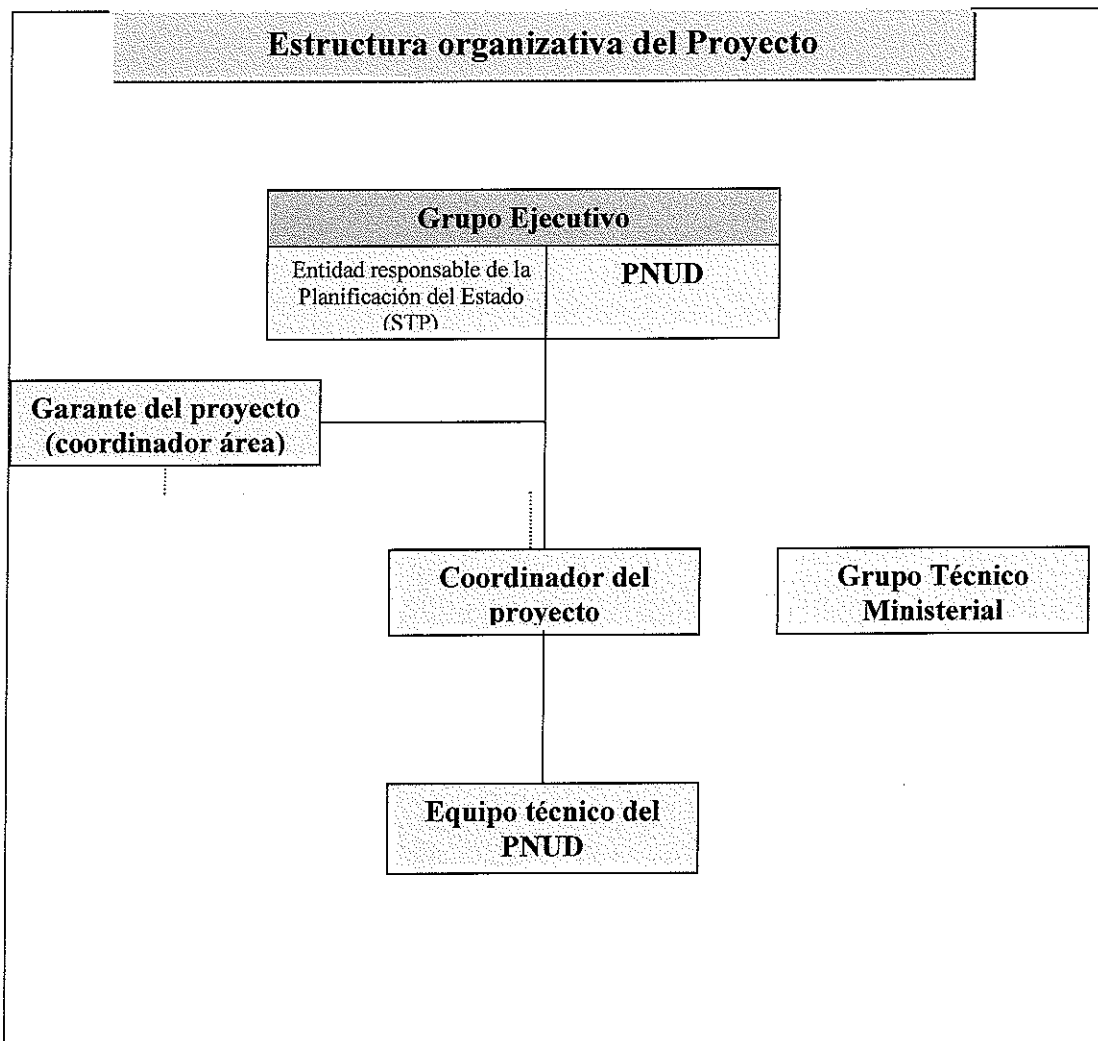 Estructura organizativa del Proyecto
Grupo Ejecutivo
Entidad responsable de la
Planificación del Estado
(STP)
PNUD
Garante del proyecto
(coordinador área)
Coordinador del
proyecto
Grupo Técnico
Ministerial
Equipo técnico del
PNUD